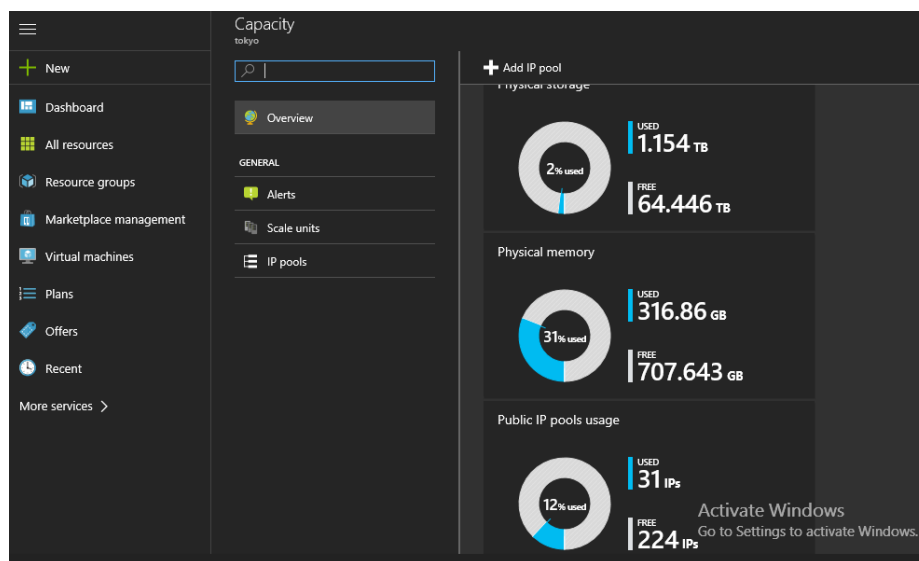 Capacity
tokyo
New
Dashboard
All resources
Resource groups
Marketplace management
Virtual machines
Plans
Offers
Recent
More services
Overview
GENERAL
Alerts
Scale units
IP pools
Add IP pool
Physical storage
2% used
USED
1.154 TB
FREE
64.446 TB
Physical memory
31% used
USED
316.86 GB
FREE
707.643 GB
Public IP pools usage
12% used
USED
31 IPs
FREE
224 IPs
Activate Windows
Go to Settings to activate Windows.